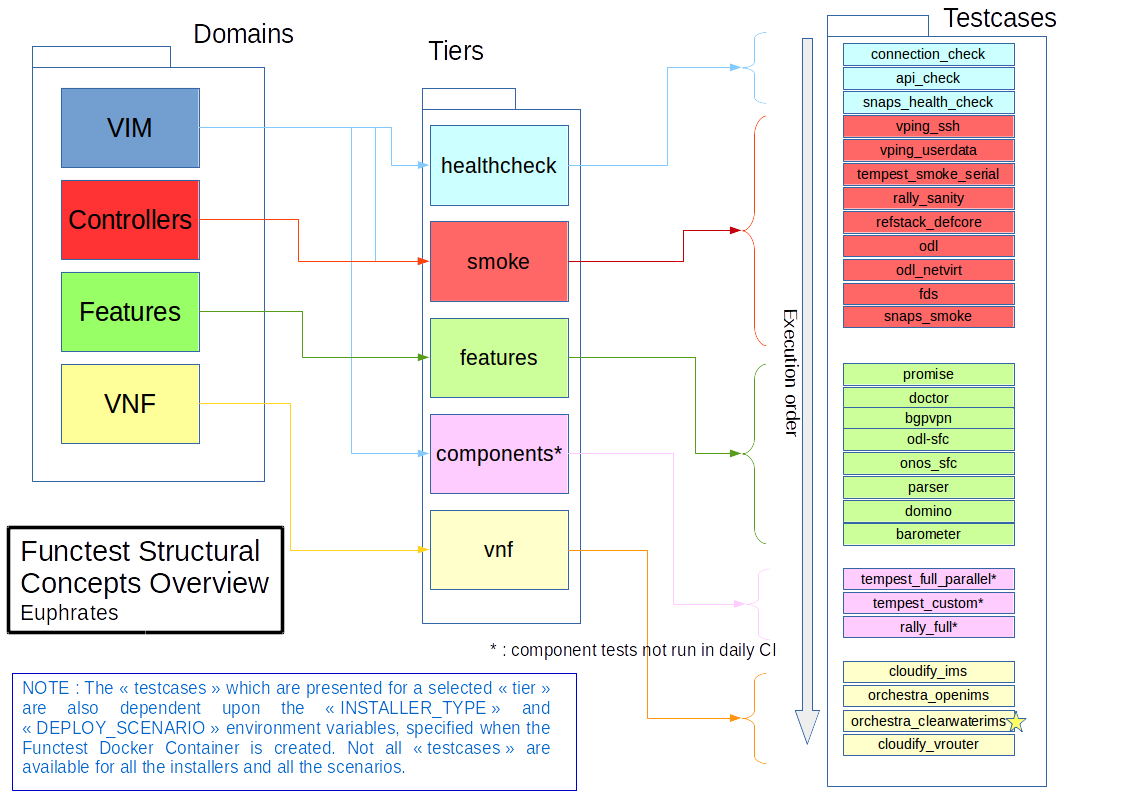 Domains
Tiers
Testcases
VIM
Controllers
Features
VNF
healthcheck
smoke
features
components*
vnf
Execution order
connection_check
api_check
snaps_health_check
vping_ssh
vping_userdata
tempest_smoke_serial
rally_sanity
refstack_defcore
odl
odl_netvirt
fds
snaps_smoke
promise
doctor
bgpvpn
odl-sfc
onos_sfc
parser
domino
barometer
tempest_full_parallel*
tempest_custom*
rally_full*
cloudify_ims
orchestra_openims
orchestra_clearwaterims
cloudify_vrouter
Functest Structural
Concepts Overview
Euphrates
* : component tests not run in daily CI
NOTE : The « testcases » which are presented for a selected « tier »
are also dependent upon the « INSTALLER_TYPE » and
« DEPLOY_SCENARIO » environment variables, specified when the
Functest Docker Container is created. Not all « testcases » are
available for all the installers and all the scenarios.